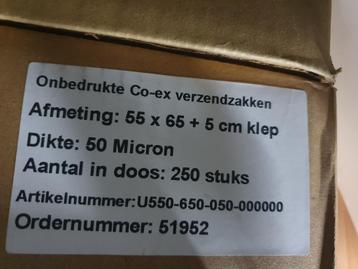 Onbedrukte Co-ex verzendzakken
Afmeting: 55 x 65 + 5 cm klep
Dikte: 50 Micron
Aantal in doos: 250 stuks
Artikelnummer:U550-650-050-000000
Ordernummer: 51952